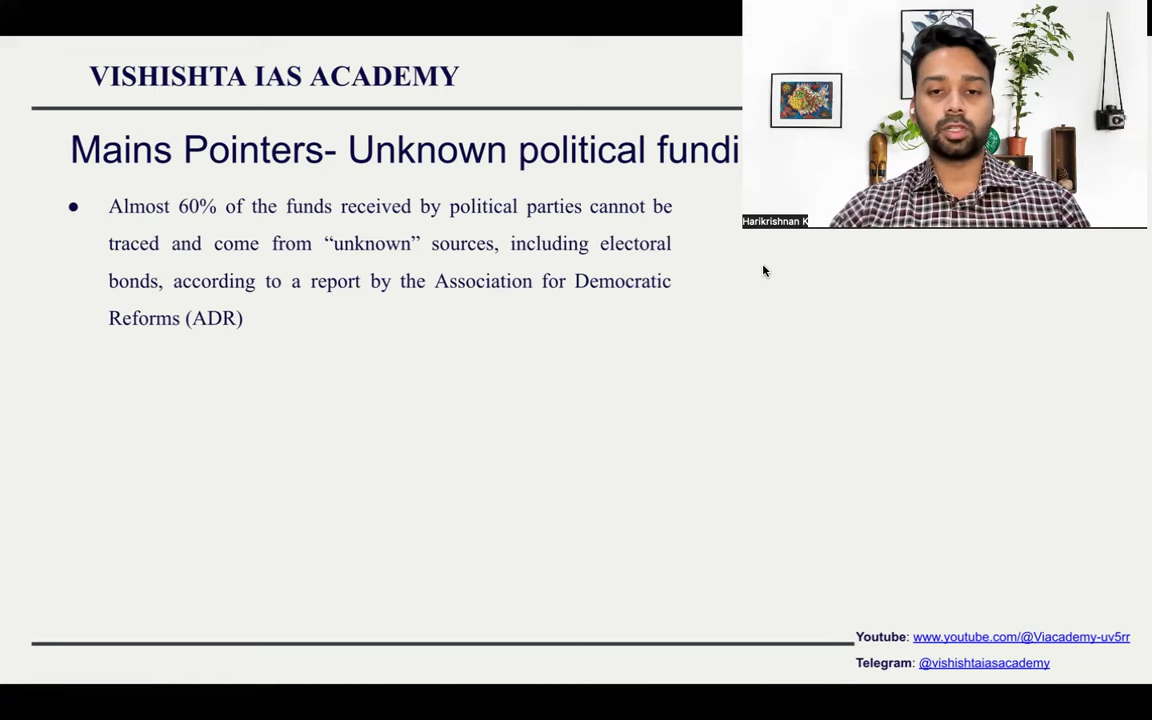 VISHISHTA IAS ACADEMY
Mains Pointers- Unknown political fundi
● Almost 60% of the funds received by political parties cannot be
traced and come from “unknown” sources, including electoral
bonds, according to a report by the Association for Democratic
Reforms (ADR)
Harikrishnan K
Youtube: www.youtube.com/@Viacademy-uv5rr
Telegram: @vishishtaiasacademy